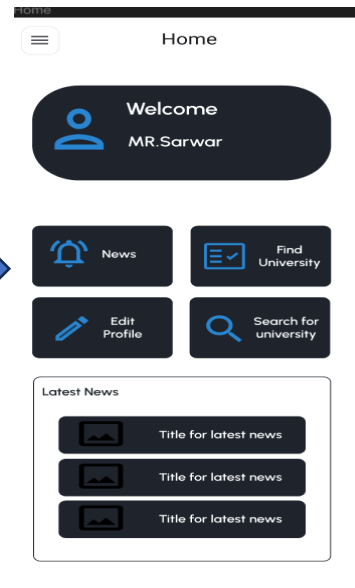 Home
Home
Welcome
MR.Sarwar
News
Find
University
Edit
Profile
Search for
university
Latest News
Title for latest news
Title for latest news
Title for latest news